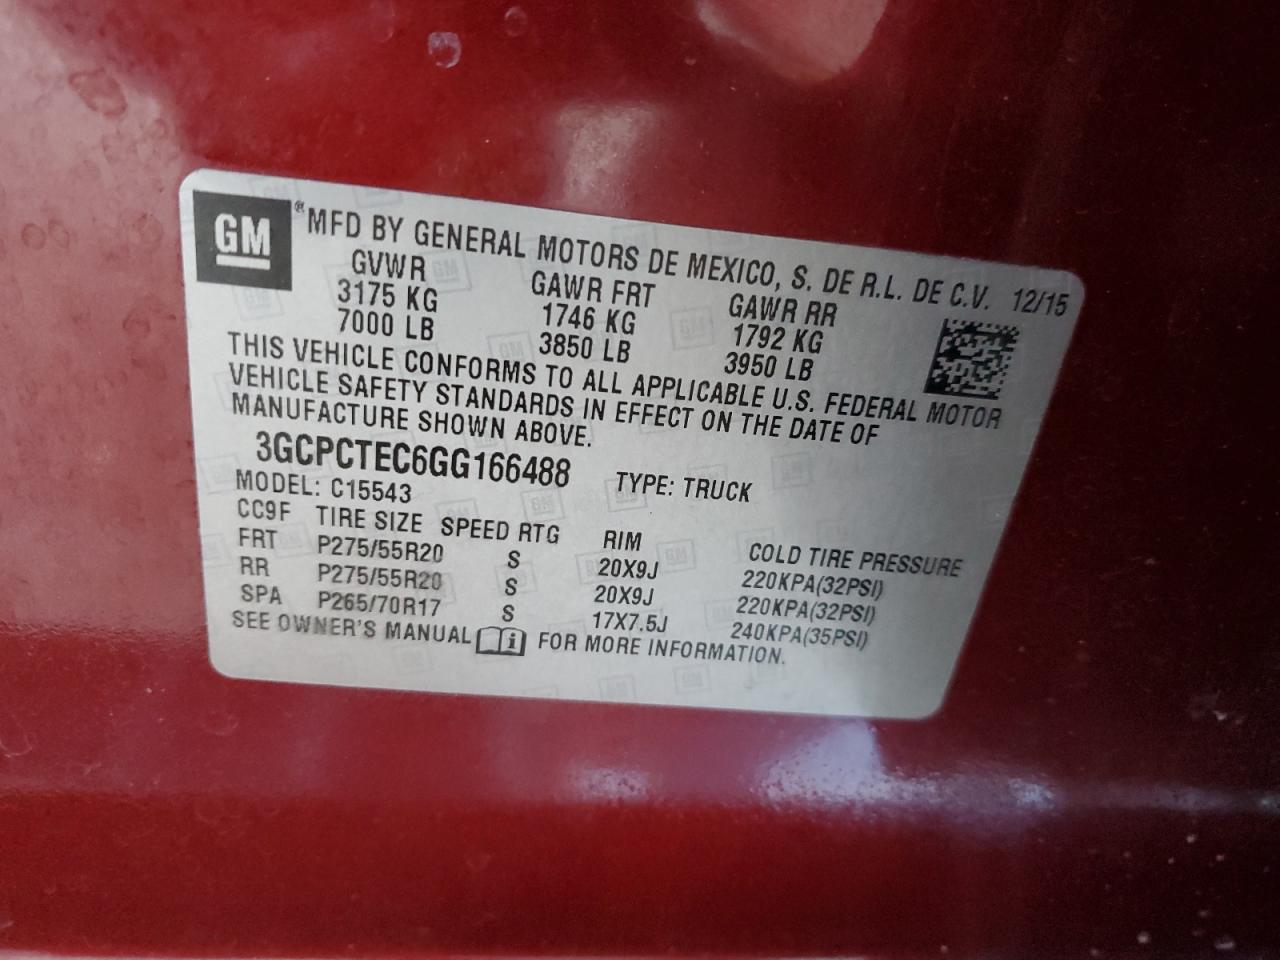 GM ® MFD BY GENERAL MOTORS DE MEXICO, S. DE R.L. DE C.V. 12/15
GVWR GAWR FRT GAWR RR
3175 KG 1746 KG 1792 KG
7000 LB 3850 LB 3950 LB
THIS VEHICLE CONFORMS TO ALL APPLICABLE U.S. FEDERAL MOTOR
VEHICLE SAFETY STANDARDS IN EFFECT ON THE DATE OF
MANUFACTURE SHOWN ABOVE.
3GCPCTEC6GG166488 TYPE: TRUCK
MODEL: C15543
CC9F TIRE SIZE SPEED RTG RIM COLD TIRE PRESSURE
FRT P275/55R20 S 20X9J 220KPA(32PSI)
RR P275/55R20 S 20X9J 220KPA(32PSI)
SPA P265/70R17 S 17X7.5J 240KPA(35PSI)
SEE OWNER'S MANUAL i FOR MORE INFORMATION.